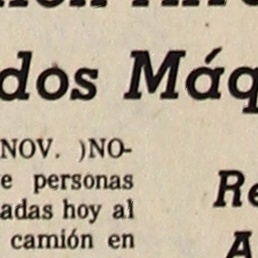 dos Máq
NOV. )NO-
e personas
adas hoy al
camión en
Re
A